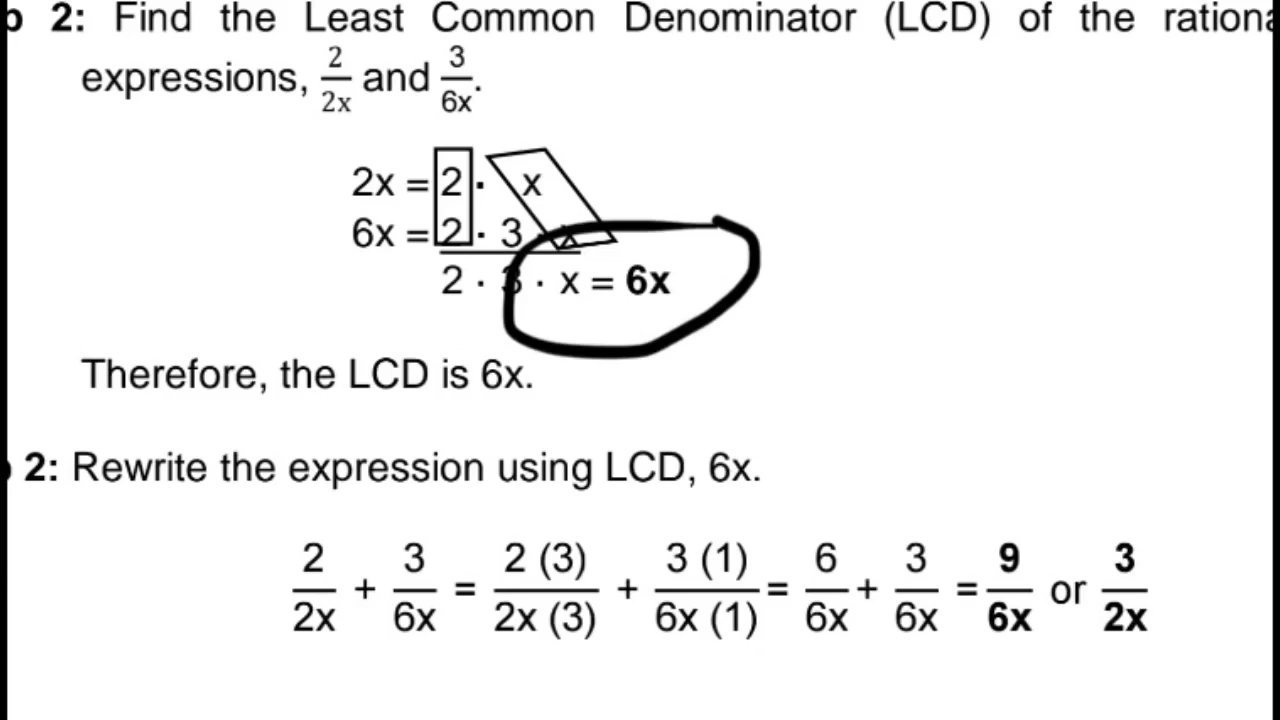 2: Find the Least Common Denominator (LCD) of the
expressions, 2/2x and 3/6x.
2x = 2 · x
6x = 2 · 3 · x
2 · 3 · x = 6x
Therefore, the LCD is 6x.
2: Rewrite the expression using LCD, 6x.
2/2x + 3/6x = 2 (3)/2x (3) + 3 (1)/6x (1) = 6/6x + 3/6x = 9/6x or 3/2x